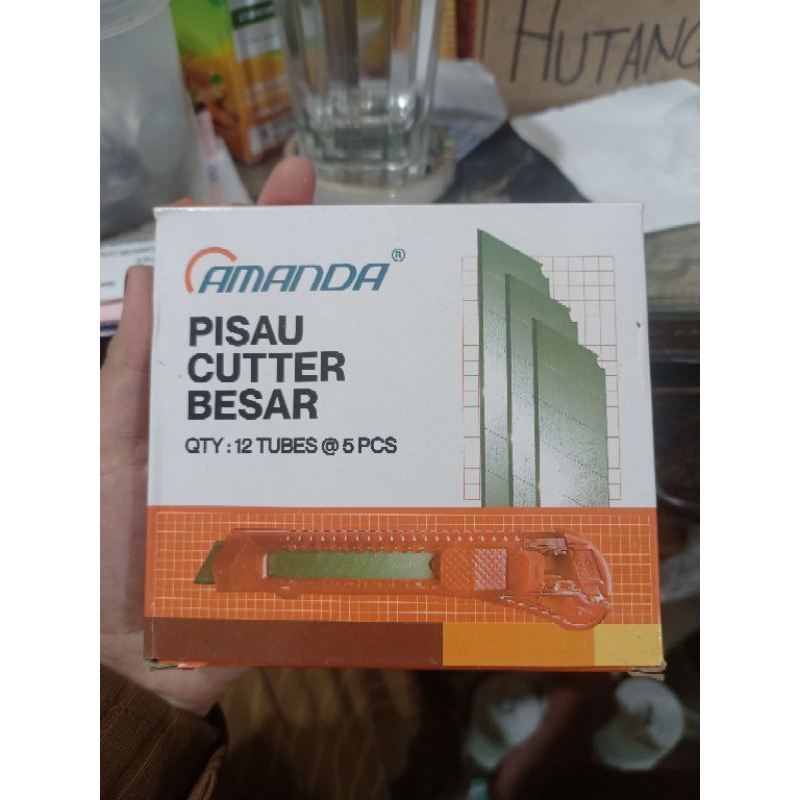 HUTANG
AMANDA®
PISAU
CUTTER
BESAR
QTY : 12 TUBES @ 5 PCS